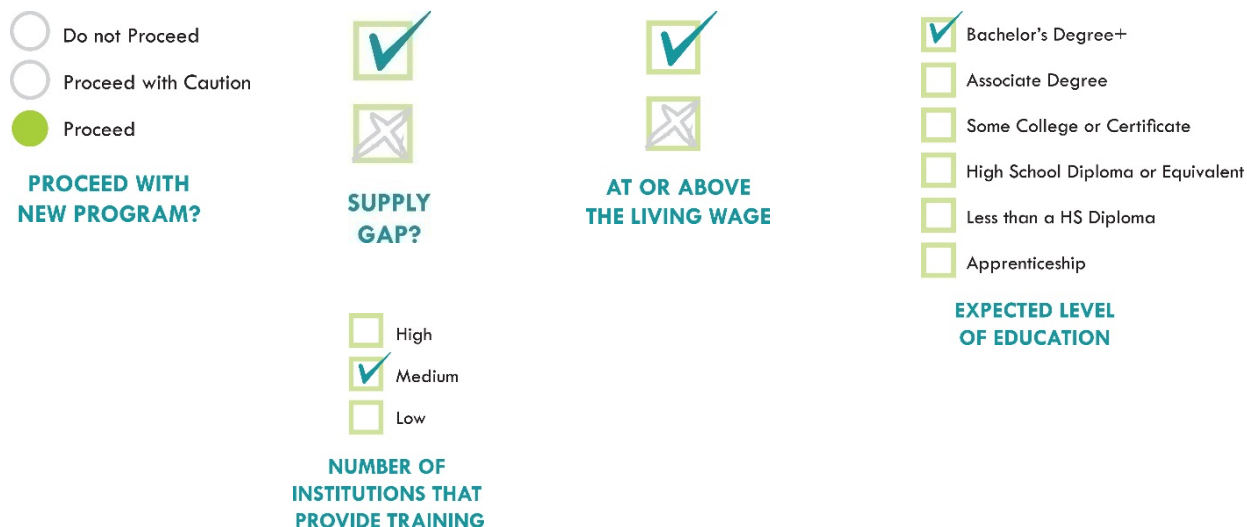 Do not Proceed
Proceed with Caution
Proceed
PROCEED WITH
NEW PROGRAM?
SUPPLY
GAP?
AT OR ABOVE
THE LIVING WAGE
Bachelor's Degree+
Associate Degree
Some College or Certificate
High School Diploma or Equivalent
Less than a HS Diploma
Apprenticeship
EXPECTED LEVEL
OF EDUCATION
High
Medium
Low
NUMBER OF
INSTITUTIONS THAT
PROVIDE TRAINING